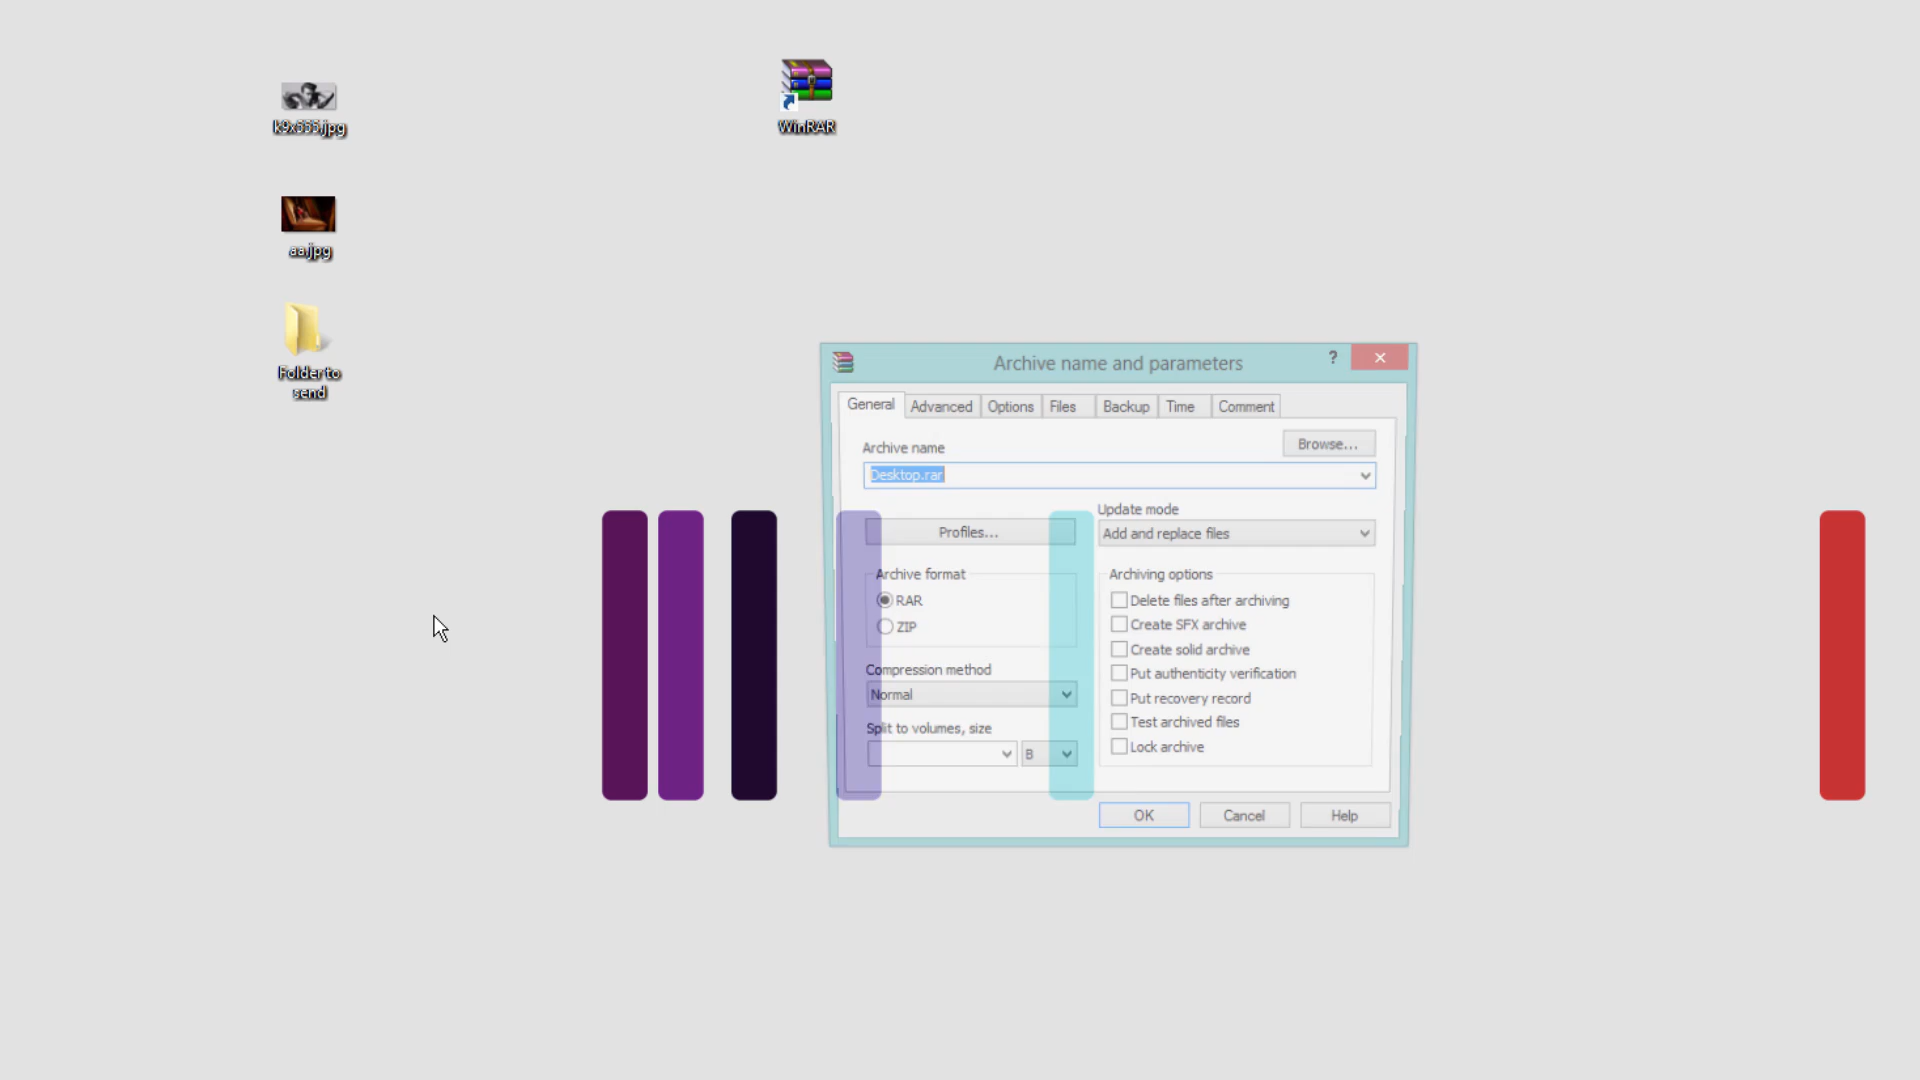 k9x555.jpg
WinRAR
aa.jpg
Folder to
send
Archive name and parameters
?
General
Advanced
Options
Files
Backup
Time
Comment
Archive name
Browse...
Desktop.rar
Update mode
Profiles...
Add and replace files
Archive format
Archiving options
RAR
Delete files after archiving
ZIP
Create SFX archive
Create solid archive
Compression method
Put authenticity verification
Normal
Put recovery record
Split to volumes, size
Test archived files
B
Lock archive
OK
Cancel
Help